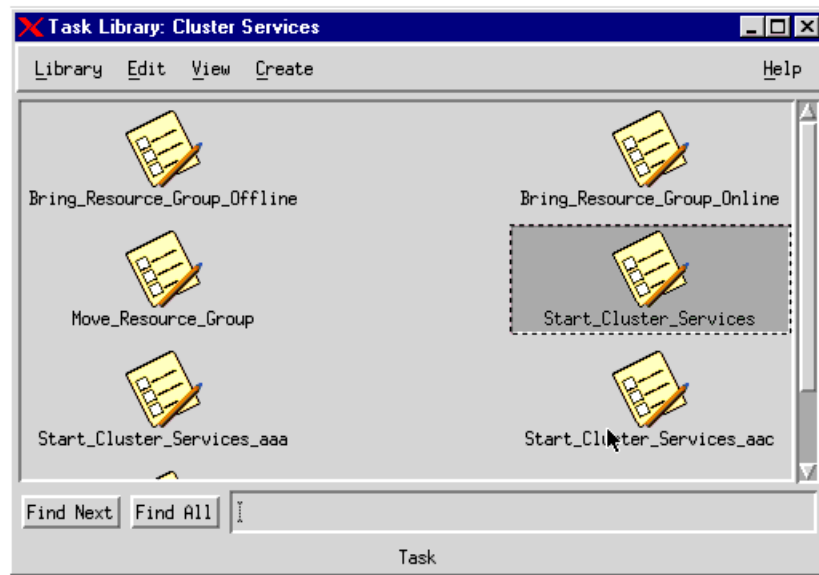 Task Library: Cluster Services
Library Edit View Create Help
Bring_Resource_Group_Offline Bring_Resource_Group_Online
Move_Resource_Group Start_Cluster_Services
Start_Cluster_Services_aaa Start_Cluster_Services_aac
Find Next Find All
Task